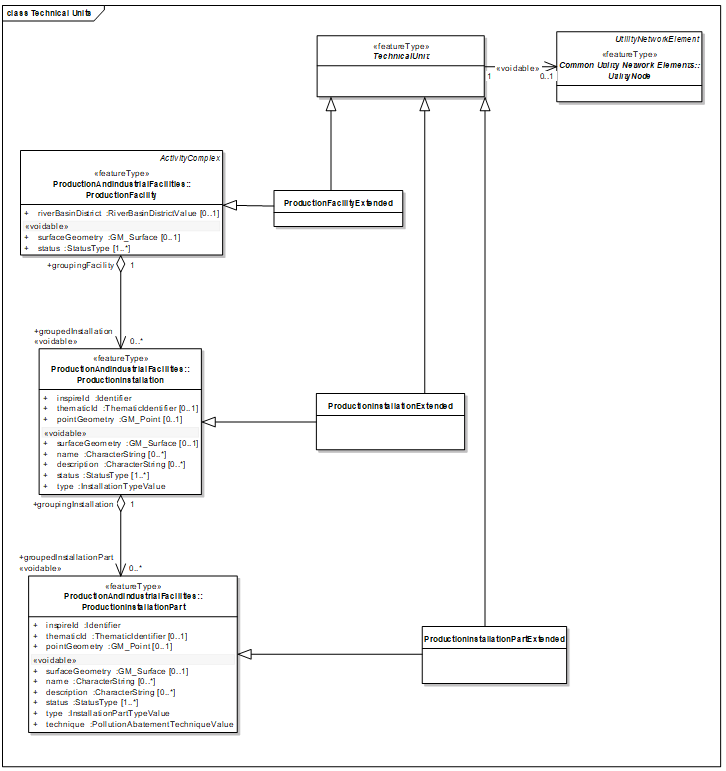 class Technical Units
«featureType»
TechnicalUnit
1
«voidable»
0..1
UtilityNetworkElement
«featureType»
Common Utility Network Elements::
UtilityNode
ActivityComplex
«featureType»
ProductionAndIndustrialFacilities::
ProductionFacility
+ riverBasinDistrict :RiverBasinDistrictValue [0..1]
«voidable»
+ surfaceGeometry :GM_Surface [0..1]
+ status :StatusType [1..*]
ProductionFacilityExtended
+groupingFacility 1
+groupedInstallation
«voidable» 0..*
«featureType»
ProductionAndIndustrialFacilities::
ProductionInstallation
+ inspireId :Identifier
+ thematicId :ThematicIdentifier [0..1]
+ pointGeometry :GM_Point [0..1]
«voidable»
+ surfaceGeometry :GM_Surface [0..1]
+ name :CharacterString [0..*]
+ description :CharacterString [0..*]
+ status :StatusType [1..*]
+ type :InstallationTypeValue
ProductionInstallationExtended
+groupingInstallation 1
+groupedInstallationPart
«voidable» 0..*
«featureType»
ProductionAndIndustrialFacilities::
ProductionInstallationPart
+ inspireId :Identifier
+ thematicId :ThematicIdentifier [0..1]
+ pointGeometry :GM_Point [0..1]
«voidable»
+ surfaceGeometry :GM_Surface [0..1]
+ name :CharacterString [0..*]
+ description :CharacterString [0..*]
+ status :StatusType [1..*]
+ type :InstallationPartTypeValue
+ technique :PollutionAbatementTechniqueValue
ProductionInstallationPartExtended